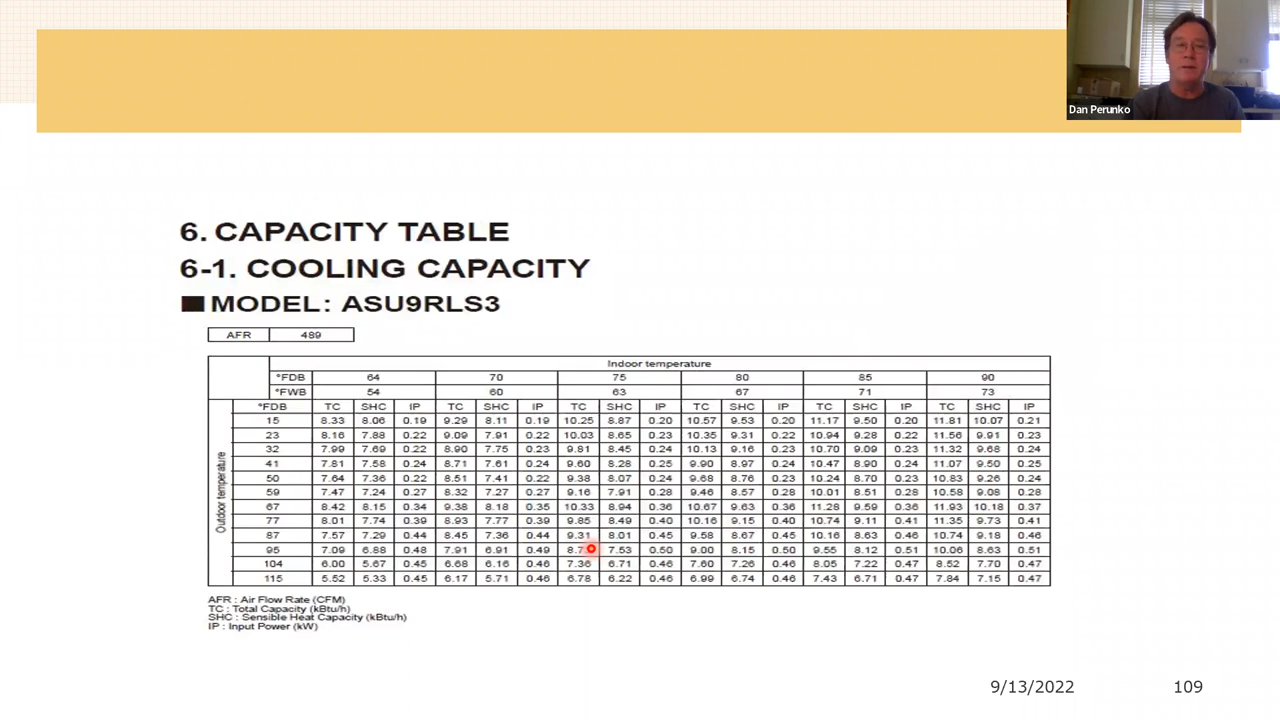 Dan Perunko
6. CAPACITY TABLE
6-1. COOLING CAPACITY
■ MODEL: ASU9RLS3
AFR 489
Indoor temperature
°FDB 64 70 75 80 85 90
°FWB 54 60 63 67 71 73
°FDB TC SHC IP TC SHC IP TC SHC IP TC SHC IP TC SHC IP TC SHC IP
Outdoor temperature
15 8.33 8.06 0.19 9.29 8.11 0.19 10.25 8.87 0.20 10.57 9.53 0.20 11.17 9.50 0.20 11.81 10.07 0.21
23 8.16 7.88 0.22 9.09 7.91 0.22 10.03 8.65 0.23 10.35 9.31 0.22 10.94 9.28 0.22 11.56 9.91 0.23
32 7.99 7.69 0.22 8.90 7.75 0.23 9.81 8.45 0.24 10.13 9.16 0.23 10.70 9.09 0.23 11.32 9.68 0.24
41 7.81 7.58 0.24 8.71 7.61 0.24 9.60 8.28 0.25 9.90 8.97 0.24 10.47 8.90 0.24 11.07 9.50 0.25
50 7.64 7.36 0.22 8.51 7.41 0.22 9.38 8.07 0.24 9.68 8.76 0.23 10.24 8.70 0.23 10.83 9.26 0.24
59 7.47 7.24 0.27 8.32 7.27 0.27 9.16 7.91 0.28 9.46 8.57 0.28 10.01 8.51 0.28 10.58 9.08 0.28
67 8.42 8.15 0.34 9.38 8.18 0.35 10.33 8.94 0.36 10.67 9.63 0.36 11.28 9.59 0.36 11.93 10.18 0.37
77 8.01 7.74 0.39 8.93 7.77 0.39 9.85 8.49 0.40 10.16 9.15 0.40 10.74 9.11 0.41 11.35 9.73 0.41
87 7.57 7.29 0.44 8.45 7.36 0.44 9.31 8.01 0.45 9.58 8.67 0.45 10.16 8.63 0.46 10.74 9.18 0.46
95 7.09 6.88 0.48 7.91 6.91 0.49 7.53 0.50 9.00 8.15 0.50 9.55 8.12 0.51 10.06 8.63 0.51
104 6.00 5.67 0.45 6.68 6.16 0.46 7.36 6.71 0.46 7.60 7.26 0.46 8.05 7.22 0.47 8.52 7.70 0.47
115 5.52 5.33 0.45 6.17 5.71 0.46 6.78 6.22 0.46 6.99 6.74 0.46 7.43 6.71 0.47 7.84 7.15 0.47
AFR : Air Flow Rate (CFM)
TC : Total Capacity (kBtu/h)
SHC : Sensible Heat Capacity (kBtu/h)
IP : Input Power (kW)
9/13/2022 109